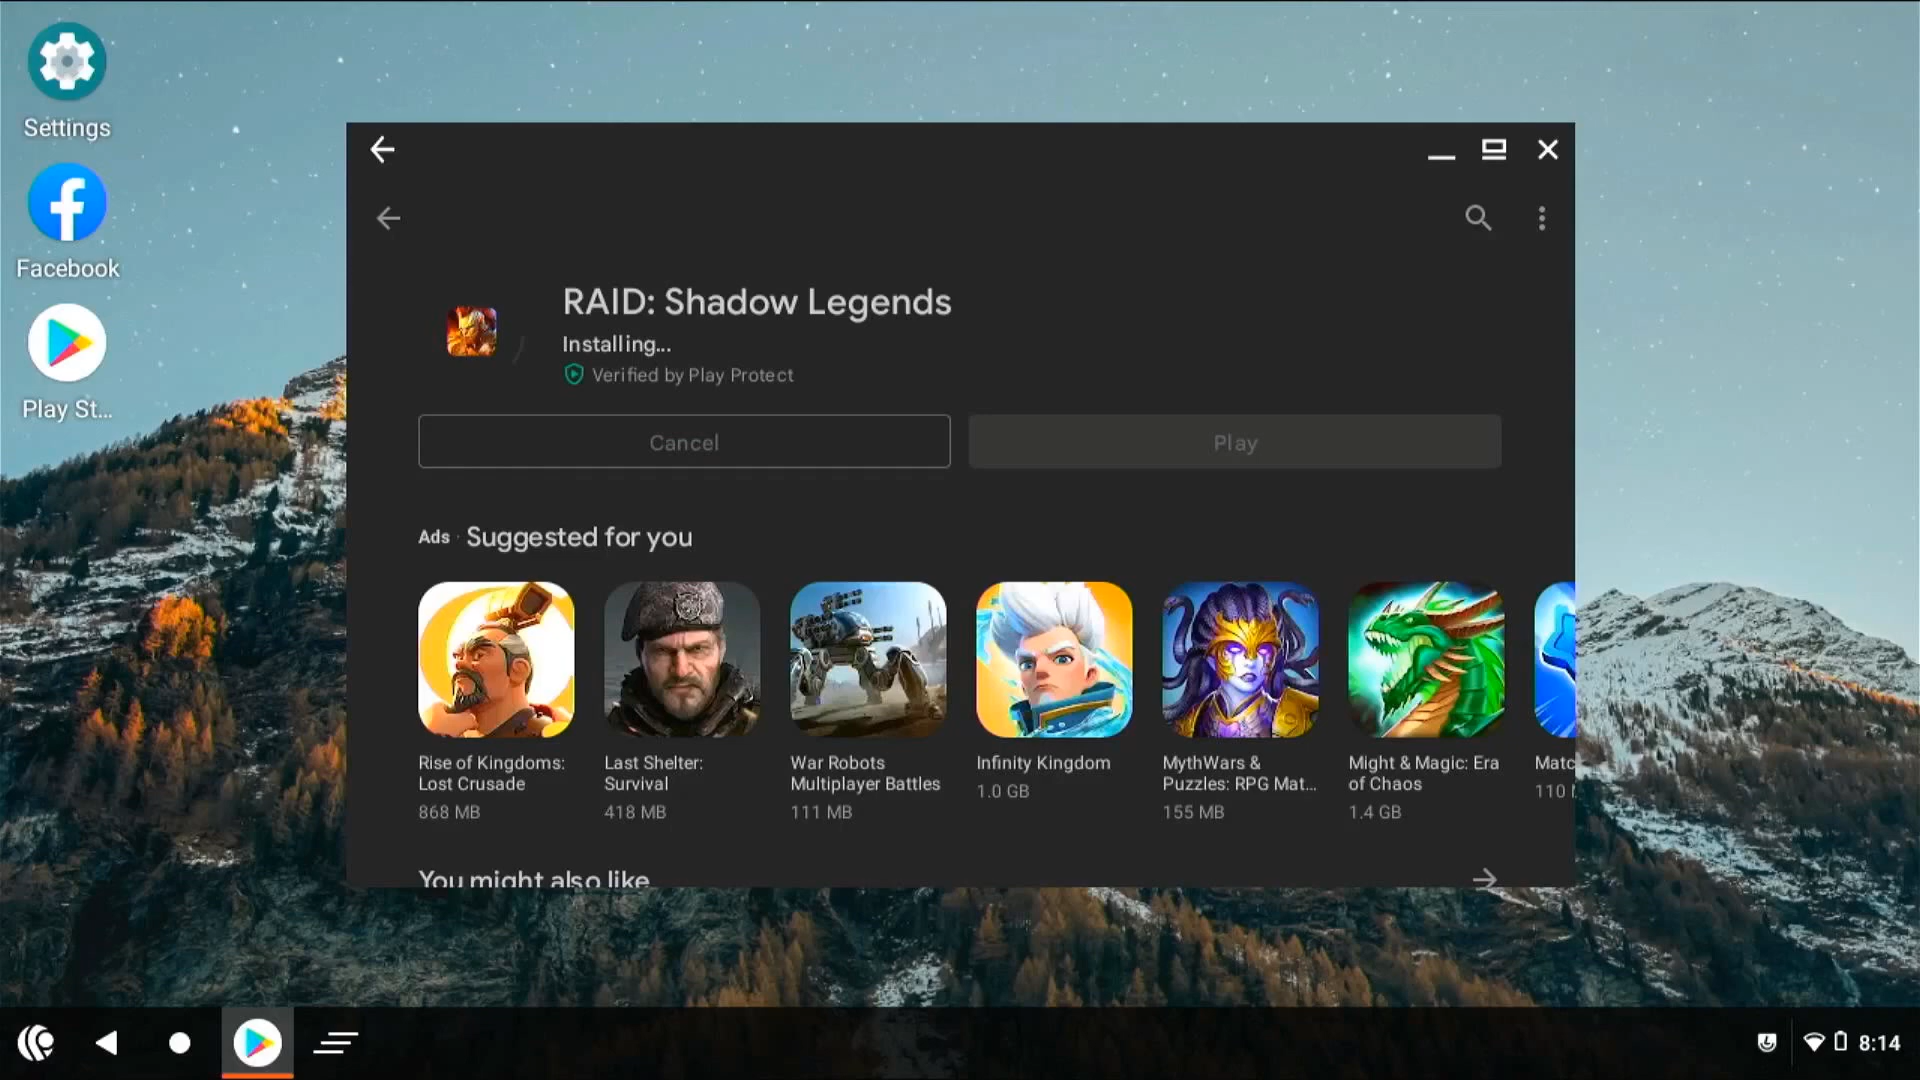 Settings
Facebook
Play St...
RAID: Shadow Legends
Installing...
Verified by Play Protect
Cancel
Play
Ads · Suggested for you
Rise of Kingdoms:
Lost Crusade
868 MB
Last Shelter:
Survival
418 MB
War Robots
Multiplayer Battles
111 MB
Infinity Kingdom
1.0 GB
MythWars &
Puzzles: RPG Mat...
155 MB
Might & Magic: Era
of Chaos
1.4 GB
Matc
110
You might also like
8:14